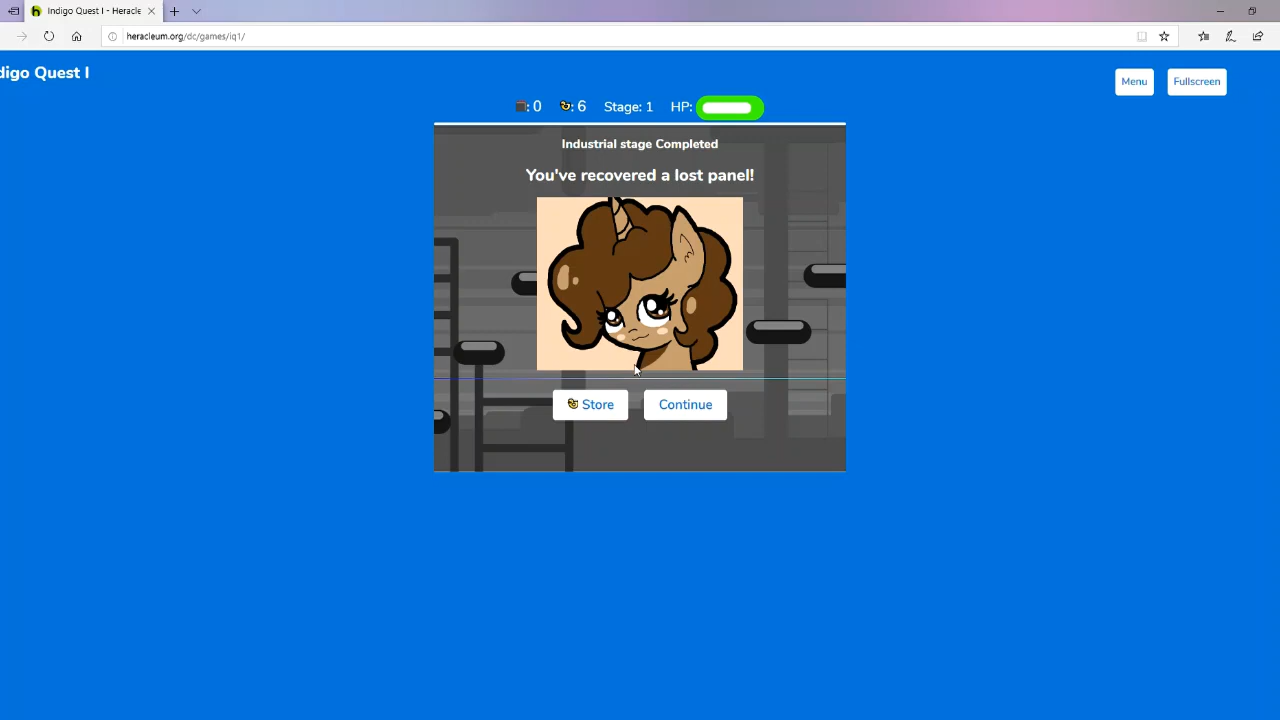 Indigo Quest I - Heracle
heracleum.org/dc/games/iq1/
digo Quest I
Menu
Fullscreen
: 0 : 6 Stage: 1 HP:
Industrial stage Completed
You've recovered a lost panel!
Store
Continue